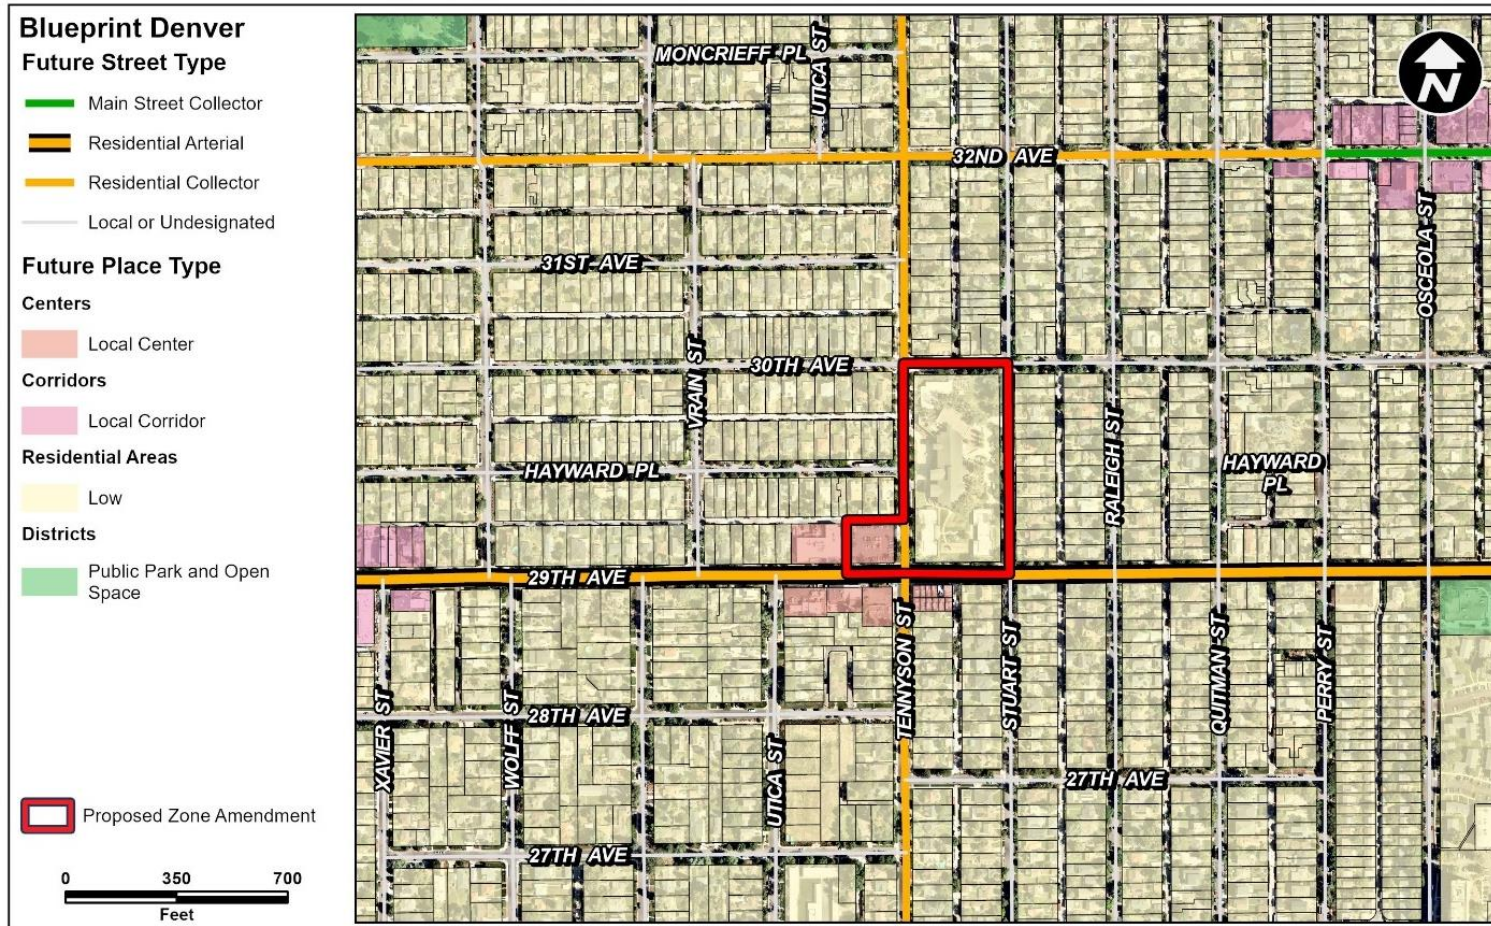 Blueprint Denver
Future Street Type
Main Street Collector
Residential Arterial
Residential Collector
Local or Undesignated
Future Place Type
Centers
Local Center
Corridors
Local Corridor
Residential Areas
Low
Districts
Public Park and Open
Space
Proposed Zone Amendment
0 350 700
Feet
MONCRIEFF PL
UTICA ST
N
32ND AVE
OSCEOLA ST
31ST AVE
VRAIN ST
30TH AVE
RALEIGH ST
HAYWARD PL
HAYWARD
PL
29TH AVE
TENNYSON ST
STUART ST
QUITMAN ST
PERRY ST
XAVIER ST
WOLFF ST
28TH AVE
UTICA ST
27TH AVE
27TH AVE